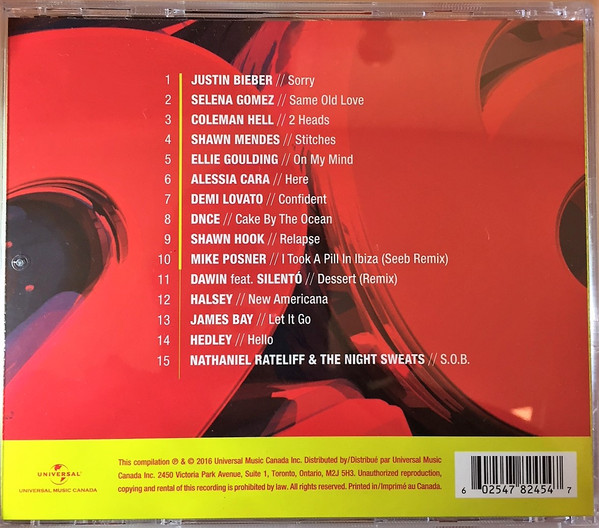 1 JUSTIN BIEBER // Sorry
2 SELENA GOMEZ // Same Old Love
3 COLEMAN HELL // 2 Heads
4 SHAWN MENDES // Stitches
5 ELLIE GOULDING // On My Mind
6 ALESSIA CARA // Here
7 DEMI LOVATO // Confident
8 DNCE // Cake By The Ocean
9 SHAWN HOOK // Relapse
10 MIKE POSNER // I Took A Pill In Ibiza (Seeb Remix)
11 DAWIN feat. SILENTÓ // Dessert (Remix)
12 HALSEY // New Americana
13 JAMES BAY // Let It Go
14 HEDLEY // Hello
15 NATHANIEL RATELIFF & THE NIGHT SWEATS // S.O.B.
UNIVERSAL
UNIVERSAL MUSIC CANADA
This compilation ℗ & © 2016 Universal Music Canada Inc. Distributed by/Distribué par Universal Music
Canada Inc. 2450 Victoria Park Avenue, Suite 1, Toronto, Ontario, M2J 5H3. Unauthorized reproduction,
copying and rental of this recording is prohibited by law. All rights reserved. Printed in/Imprimé au Canada.
6 02547 82454 7